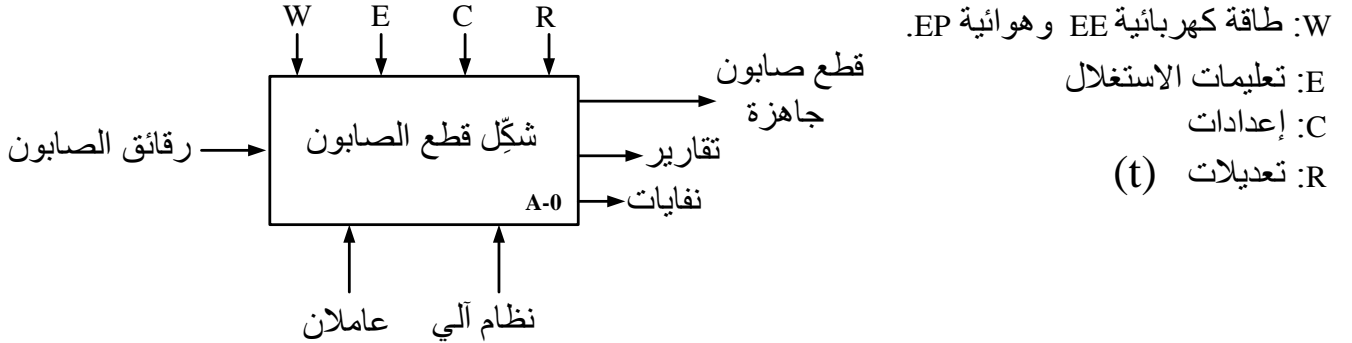 W E C R
W: طاقة كهربائية EE وهوائية EP.
E: تعليمات الاستغلال
C: إعدادات
R: تعديلات (t)
رقائق الصابون
شكِّل قطع الصابون
A-0
قطع صابون
جاهزة
تقارير
نفايات
عاملان
نظام آلي